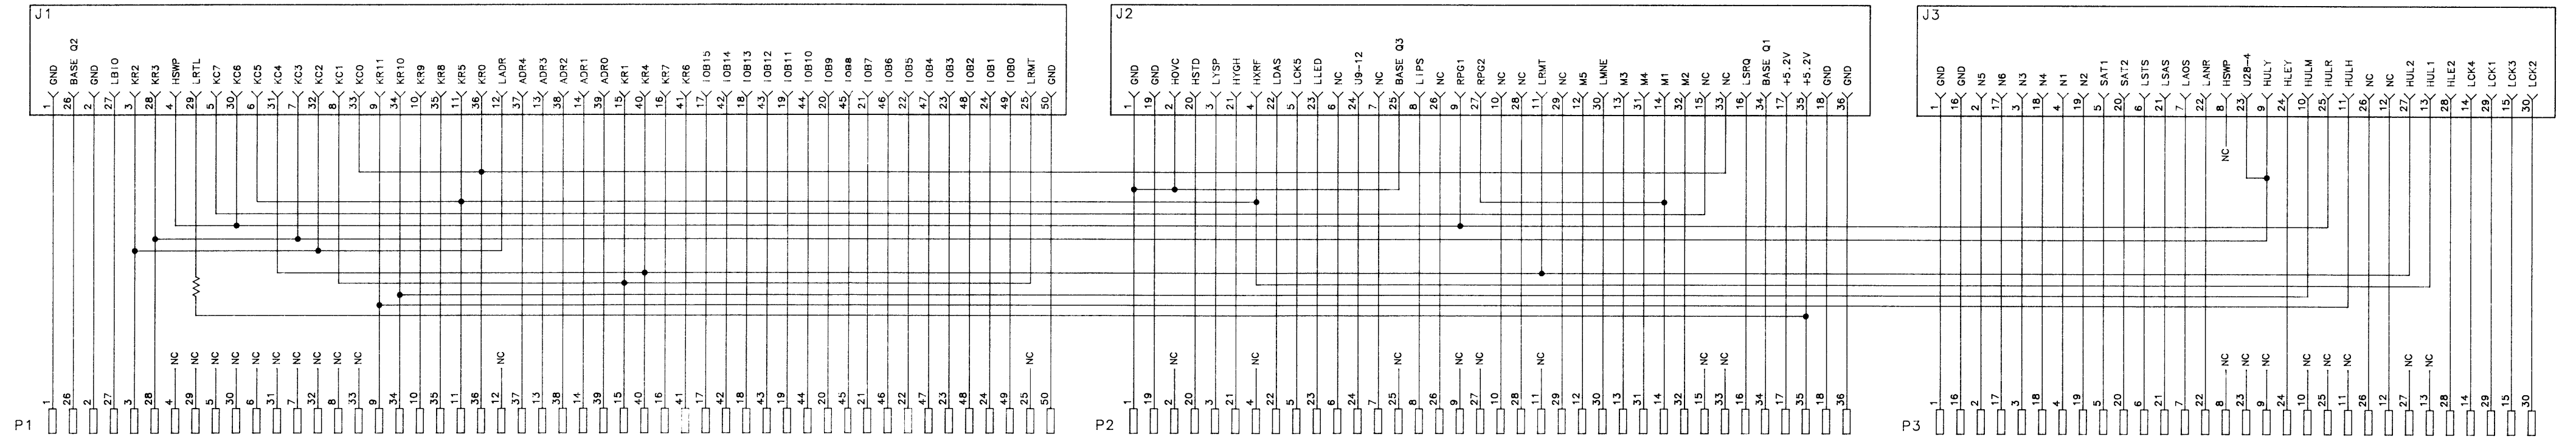 J1
GND BASE Q2 GND LBIO KR2 KR3 HSWP LRTL KC7 KC6 KC5 KC4 KC3 KC2 KC1 KC0 KR11 KR10 KR9 KR8 KR5 KR0 LADR ADR4 ADR3 ADR2 ADR1 ADR0 KR1 KR4 KR7 KR6 IOB15 IOB14 IOB13 IOB12 IOB11 IOB10 IOB9 IOB8 IOB7 IOB6 IOB5 IOB4 IOB3 IOB2 IOB1 IOB0 LRMT GND
1 26 2 27 3 28 4 29 5 30 6 31 7 32 8 33 9 34 10 35 11 36 12 37 13 38 14 39 15 40 16 41 17 42 18 43 19 44 20 45 21 46 22 47 23 48 24 49 25 50
NC NC NC NC NC NC NC NC NC NC NC NC
1 26 2 27 3 28 4 29 5 30 6 31 7 32 8 33 9 34 10 35 11 36 12 37 13 38 14 39 15 40 16 41 17 42 18 43 19 44 20 45 21 46 22 47 23 48 24 49 25 50
P1
J2
GND GND HOVC HSTD LYSP HYGH HXRF LDAS LCK5 LLED NC U9-12 NC BASE Q3 LIPS NC RPG1 RPG2 NC NC LRMT NC M5 LMNE M3 M4 M1 M2 NC NC LSRQ BASE Q1 +5.2V +5.2V GND GND
1 19 2 20 3 21 4 22 5 23 6 24 7 25 8 26 9 27 10 28 11 29 12 30 13 31 14 32 15 33 16 34 17 35 18 36
NC NC NC NC NC NC NC NC
1 19 2 20 3 21 4 22 5 23 6 24 7 25 8 26 9 27 10 28 11 29 12 30 13 31 14 32 15 33 16 34 17 35 18 36
P2
J3
GND GND N5 N6 N3 N4 N1 N2 SAT1 SAT2 LSTS LSAS LAOS LANR HSWP U28-4 HULY HLEY HULM HULR HULH NC NC HUL2 HUL1 HLE2 LCK4 LCK1 LCK3 LCK2
1 16 2 17 3 18 4 19 5 20 6 21 7 22 8 23 9 24 10 25 11 26 12 27 13 28 14 29 15 30
NC
NC NC NC NC NC NC NC NC
1 16 2 17 3 18 4 19 5 20 6 21 7 22 8 23 9 24 10 25 11 26 12 27 13 28 14 29 15 30
P3